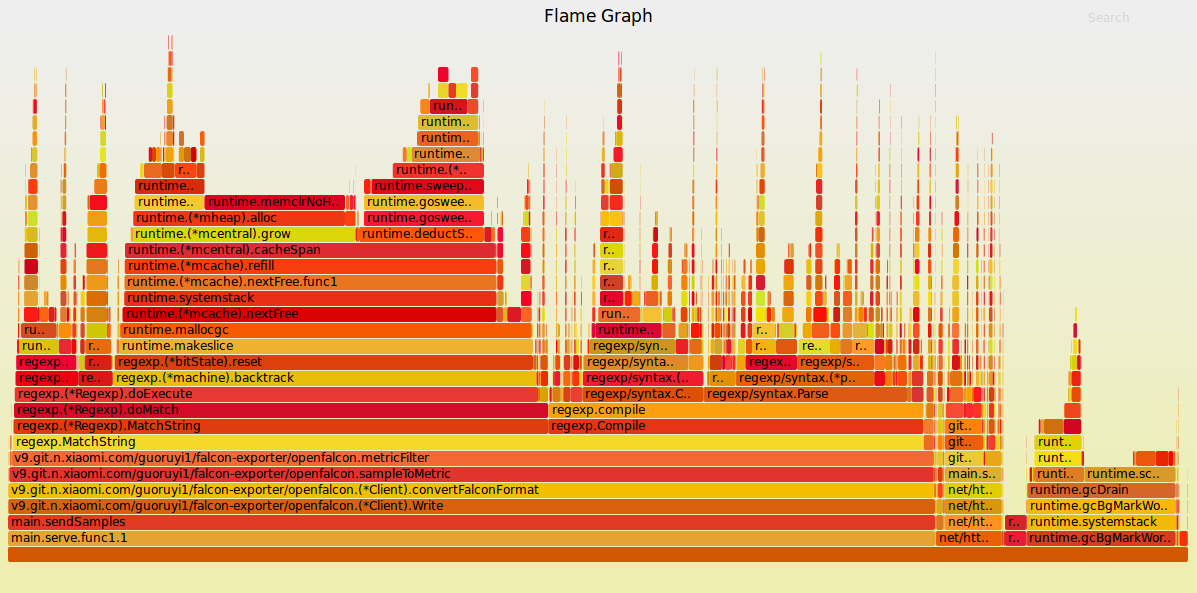 Flame Graph
Search
run..
runtim..
runtim..
runtime..
r.. runtime.(*..
runtime.. runtime.sweep..
runtime.. runtime.memclrNoH.. runtime.goswee..
runtime.(*mheap).alloc runtime.goswee..
runtime.(*mcentral).grow runtime.deductS.. r..
runtime.(*mcentral).cacheSpan r..
runtime.(*mcache).refill r..
runtime.(*mcache).nextFree.func1 r..
runtime.systemstack r..
runtime.(*mcache).nextFree run..
ru.. runtime.mallocgc runtime.. r..
run.. r.. runtime.makeslice regexp/syn.. r.. re.. r..
regexp.. r.. regexp.(*bitState).reset regexp/synta.. regex.. regexp/s..
regexp.. re.. regexp.(*machine).backtrack regexp/syntax.(.. r.. regexp/syntax.(*p..
regexp.(*Regexp).doExecute regexp/syntax.C.. regexp/syntax.Parse
regexp.(*Regexp).doMatch regexp.compile
regexp.(*Regexp).MatchString regexp.Compile git..
regexp.MatchString git.. runt..
v9.git.n.xiaomi.com/guoruyi1/falcon-exporter/openfalcon.metricFilter git.. runt..
v9.git.n.xiaomi.com/guoruyi1/falcon-exporter/openfalcon.sampleToMetric main.s.. runti.. runtime.sc..
v9.git.n.xiaomi.com/guoruyi1/falcon-exporter/openfalcon.(*Client).convertFalconFormat net/ht.. runtime.gcDrain
v9.git.n.xiaomi.com/guoruyi1/falcon-exporter/openfalcon.(*Client).Write net/ht.. runtime.gcBgMarkWo..
main.sendSamples net/ht.. r.. runtime.systemstack
main.serve.func1.1 net/htt.. r.. runtime.gcBgMarkWor..